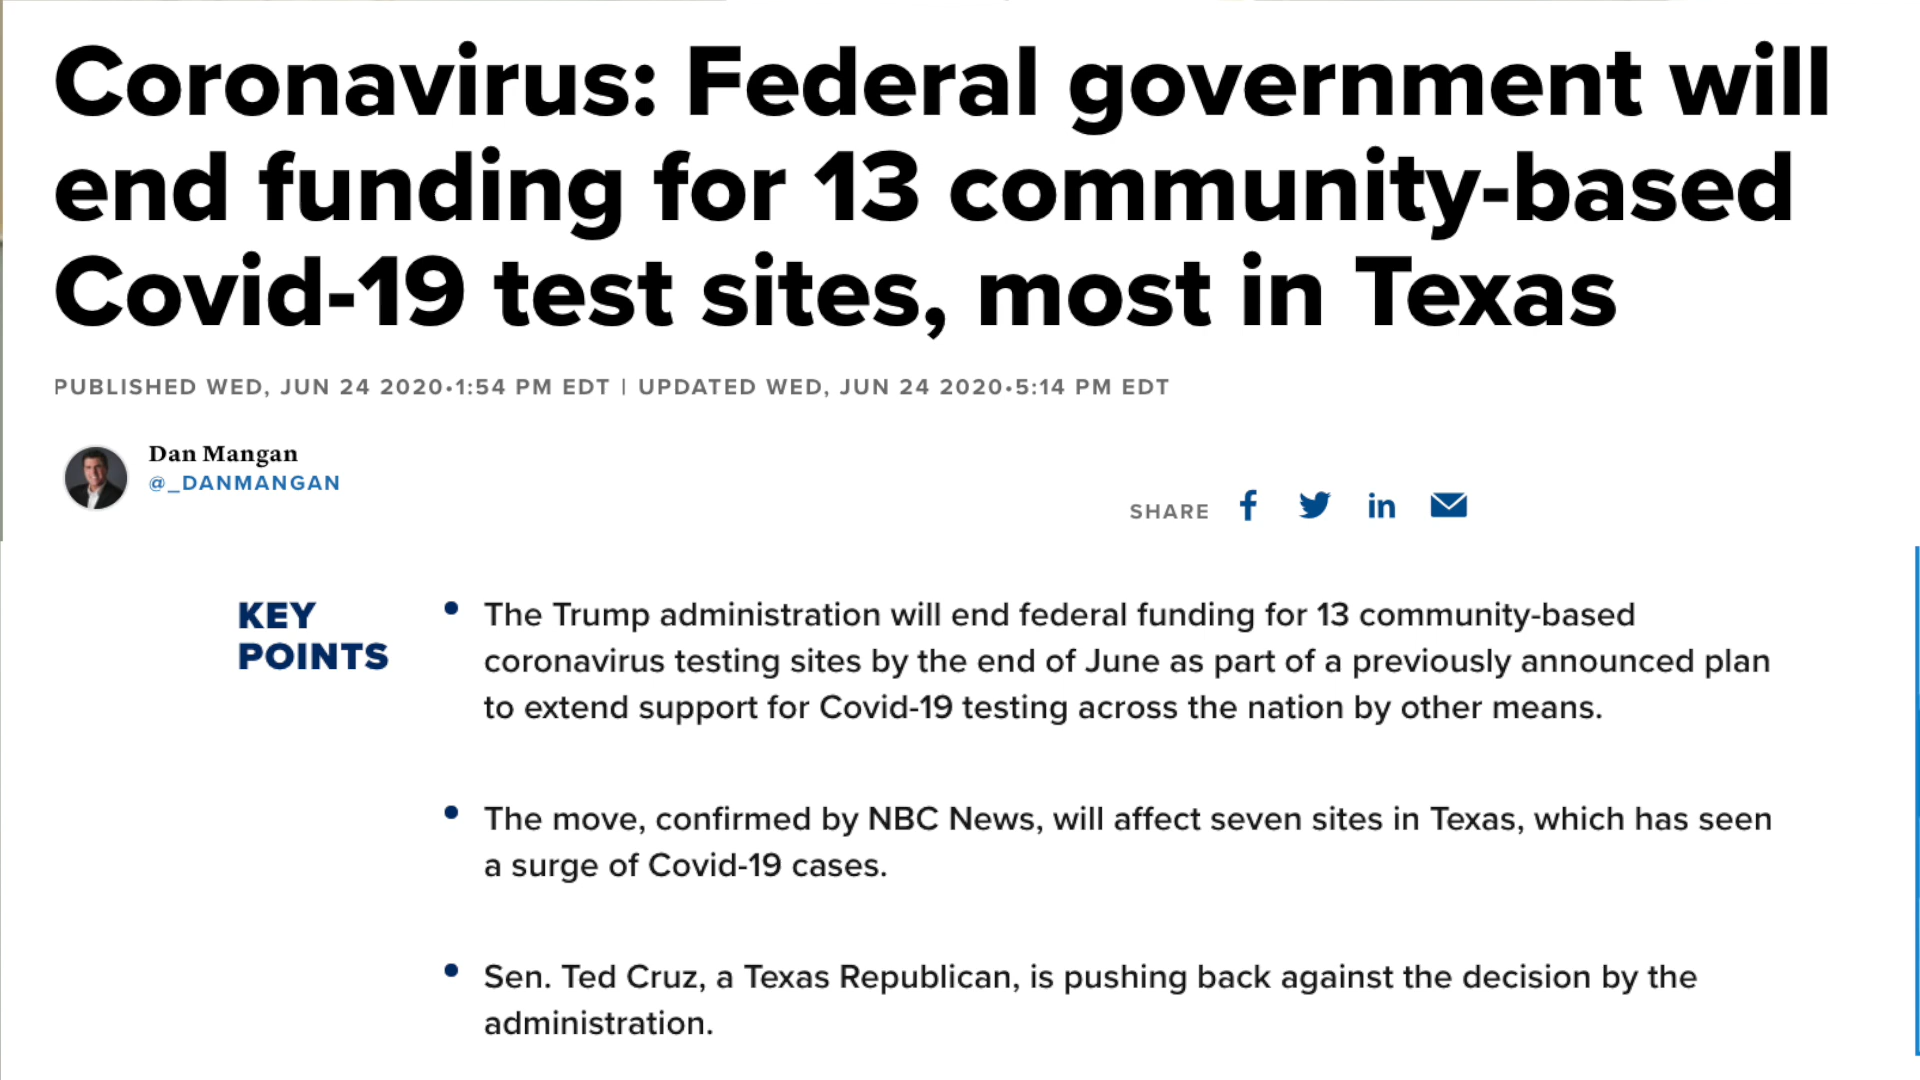 Coronavirus: Federal government will
end funding for 13 community-based
Covid-19 test sites, most in Texas
PUBLISHED WED, JUN 24 2020•1:54 PM EDT | UPDATED WED, JUN 24 2020•5:14 PM EDT
Dan Mangan
@_DANMANGAN
SHARE
KEY
POINTS
• The Trump administration will end federal funding for 13 community-based
coronavirus testing sites by the end of June as part of a previously announced plan
to extend support for Covid-19 testing across the nation by other means.
• The move, confirmed by NBC News, will affect seven sites in Texas, which has seen
a surge of Covid-19 cases.
• Sen. Ted Cruz, a Texas Republican, is pushing back against the decision by the
administration.